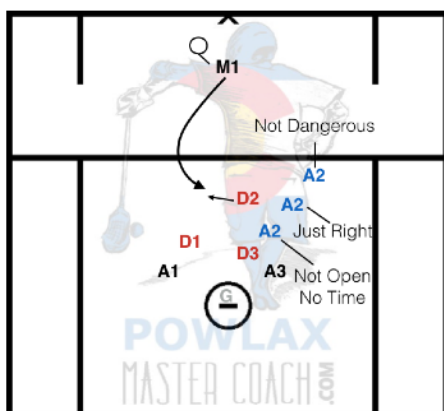 M1
Not Dangerous
A2
D2
A2
Just Right
A2
D1
D3
A1
A3
Not Open
No Time
G
POWLAX
MASTER COACH.COM